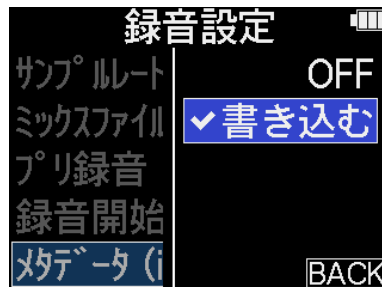 録音設定
サンプルレート
ミックスファイル
プリ録音
録音開始
メタデータ (i
OFF
✔書き込む
BACK